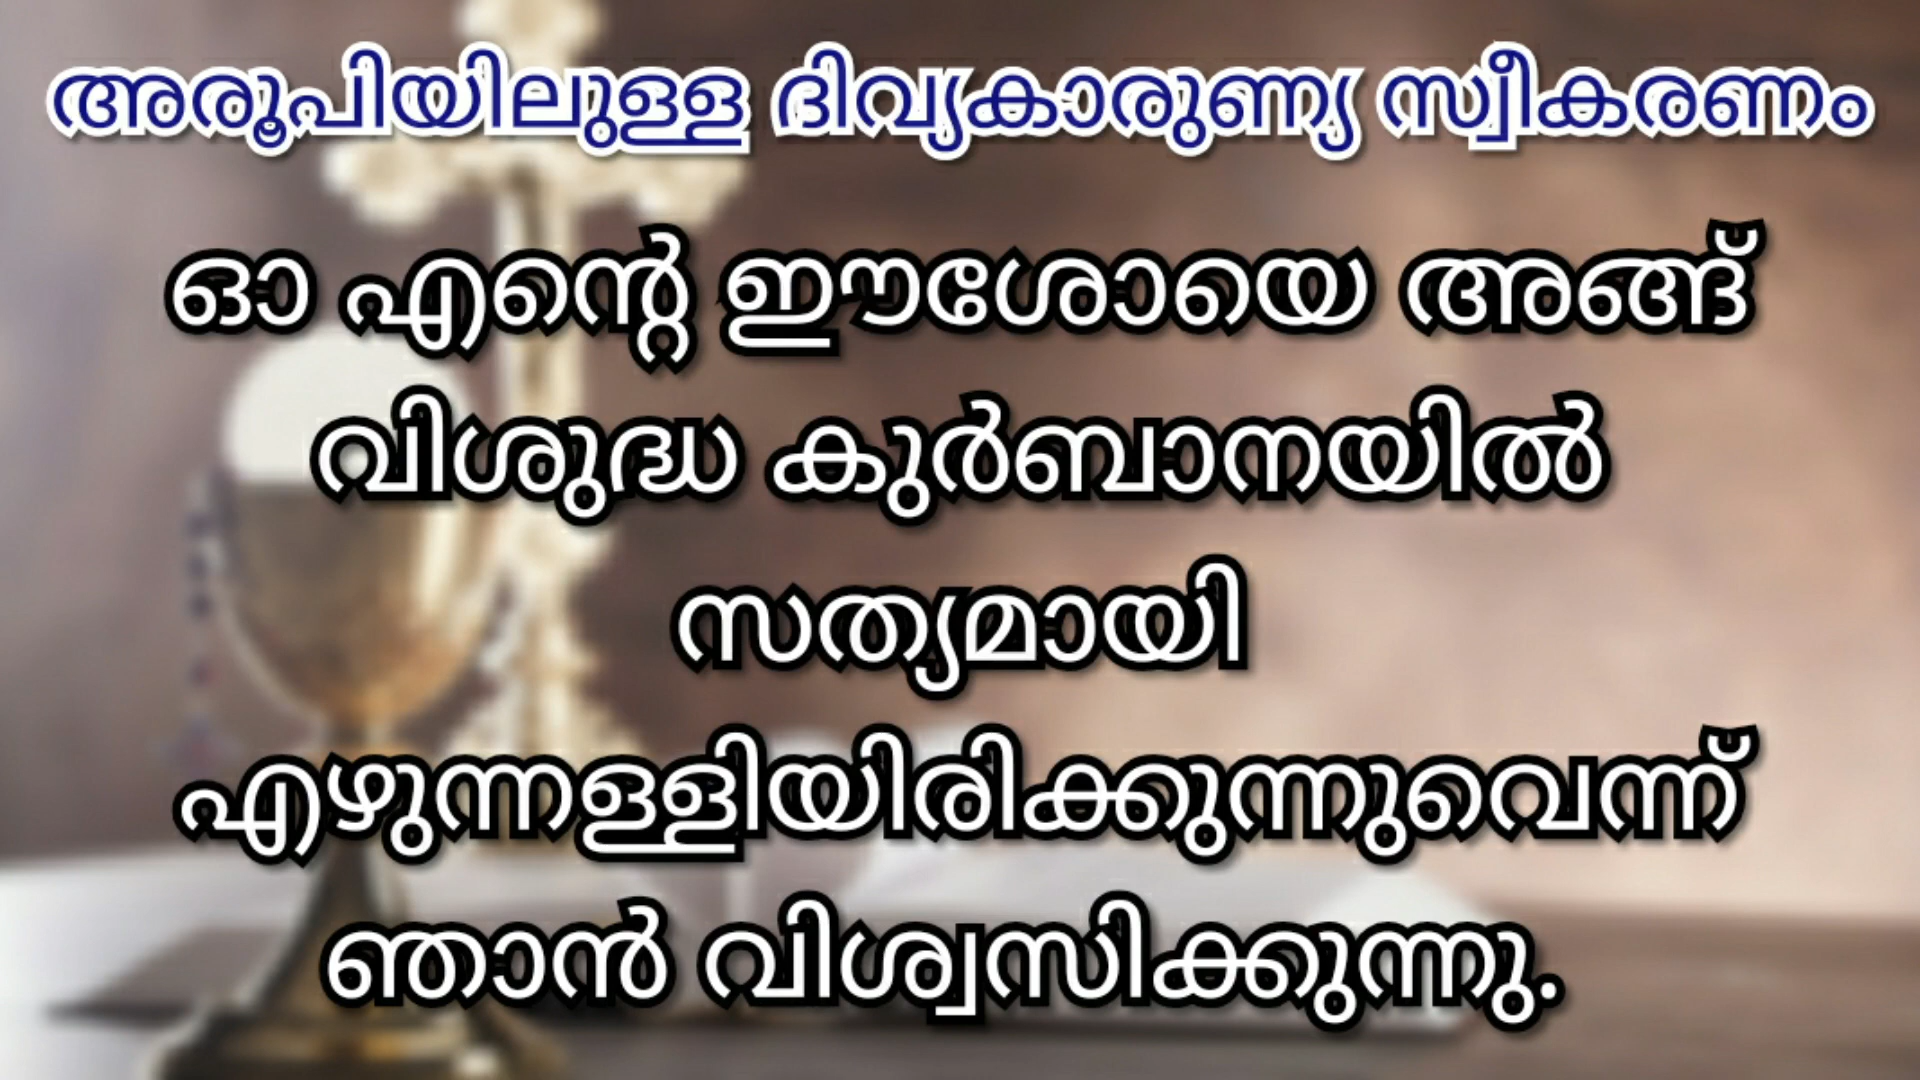 അരൂപിയിലുള്ള ദിവ്യകാരുണ്യ സ്വീകരണം
ഓ എന്റെ ഈശോയെ അങ്ങ്
വിശുദ്ധ കുർബാനയിൽ
സത്യമായി
എഴുന്നള്ളിയിരിക്കുന്നുവെന്ന്
ഞാൻ വിശ്വസിക്കുന്നു.